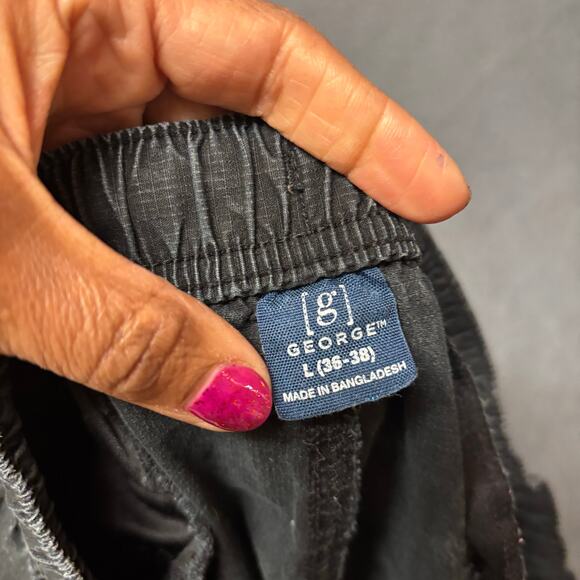 [g]
GEORGE™
L (36-38)
MADE IN BANGLADESH